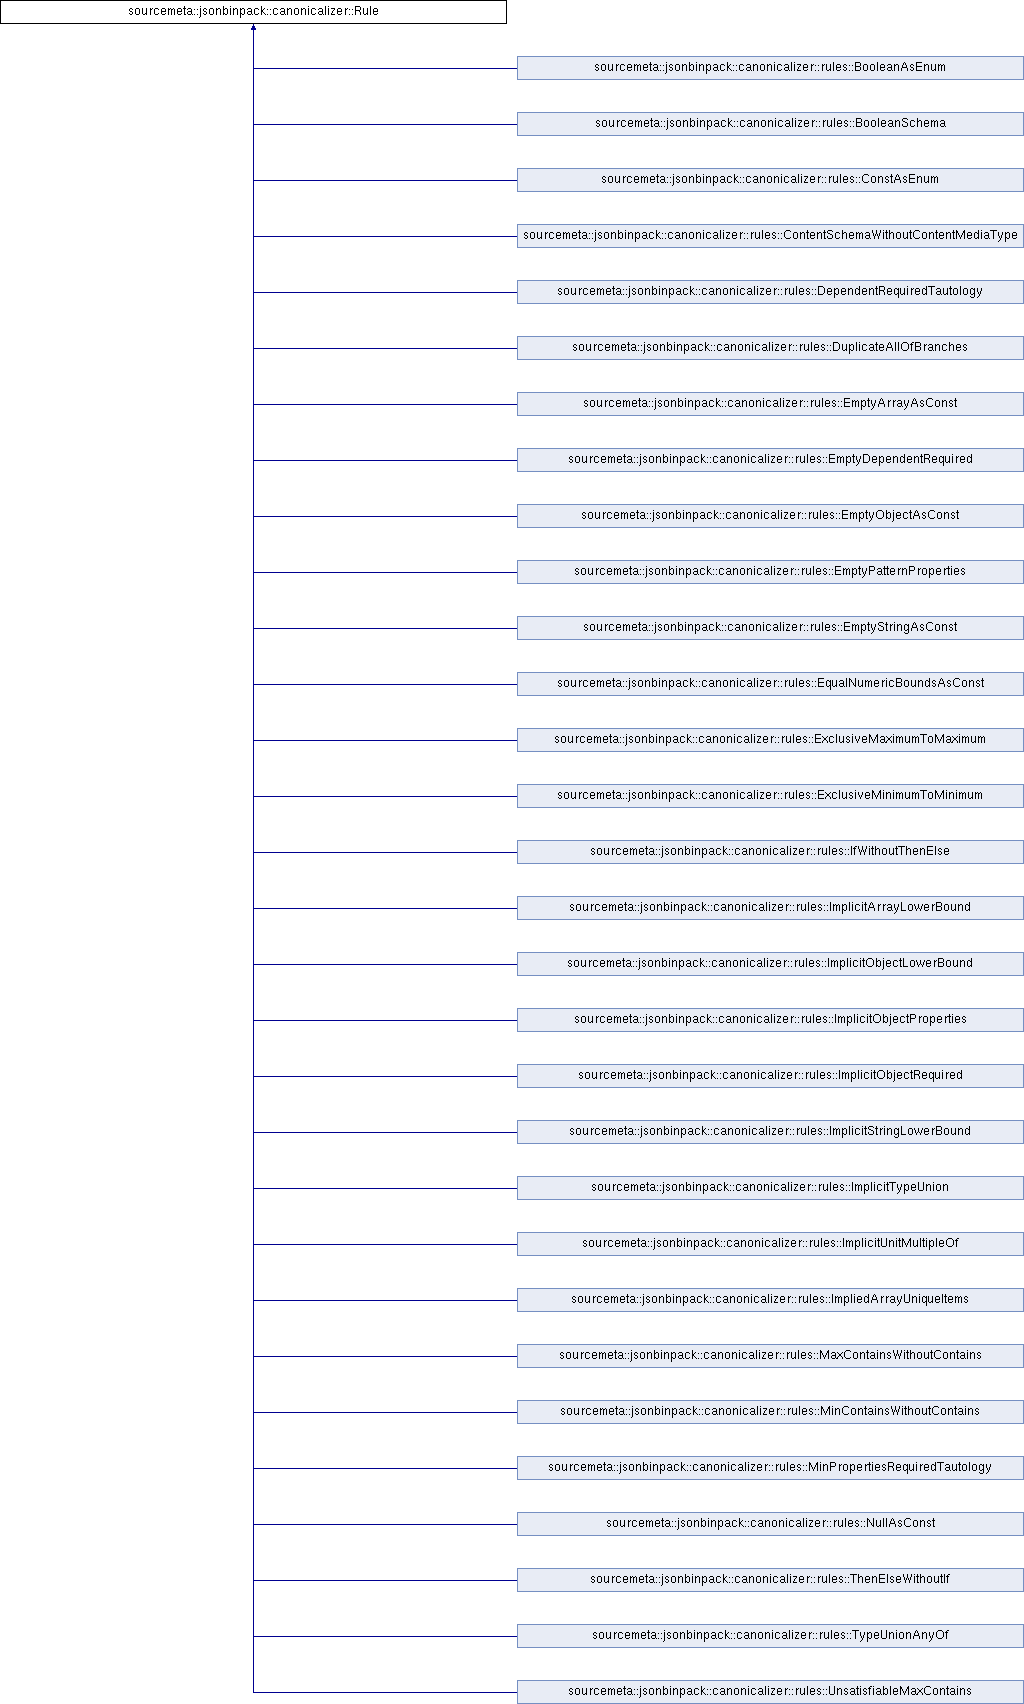 sourcemeta::jsonbinpack::canonicalizer::Rule
sourcemeta::jsonbinpack::canonicalizer::rules::BooleanAsEnum
sourcemeta::jsonbinpack::canonicalizer::rules::BooleanSchema
sourcemeta::jsonbinpack::canonicalizer::rules::ConstAsEnum
sourcemeta::jsonbinpack::canonicalizer::rules::ContentSchemaWithoutContentMediaType
sourcemeta::jsonbinpack::canonicalizer::rules::DependentRequiredTautology
sourcemeta::jsonbinpack::canonicalizer::rules::DuplicateAllOfBranches
sourcemeta::jsonbinpack::canonicalizer::rules::EmptyArrayAsConst
sourcemeta::jsonbinpack::canonicalizer::rules::EmptyDependentRequired
sourcemeta::jsonbinpack::canonicalizer::rules::EmptyObjectAsConst
sourcemeta::jsonbinpack::canonicalizer::rules::EmptyPatternProperties
sourcemeta::jsonbinpack::canonicalizer::rules::EmptyStringAsConst
sourcemeta::jsonbinpack::canonicalizer::rules::EqualNumericBoundsAsConst
sourcemeta::jsonbinpack::canonicalizer::rules::ExclusiveMaximumToMaximum
sourcemeta::jsonbinpack::canonicalizer::rules::ExclusiveMinimumToMinimum
sourcemeta::jsonbinpack::canonicalizer::rules::IfWithoutThenElse
sourcemeta::jsonbinpack::canonicalizer::rules::ImplicitArrayLowerBound
sourcemeta::jsonbinpack::canonicalizer::rules::ImplicitObjectLowerBound
sourcemeta::jsonbinpack::canonicalizer::rules::ImplicitObjectProperties
sourcemeta::jsonbinpack::canonicalizer::rules::ImplicitObjectRequired
sourcemeta::jsonbinpack::canonicalizer::rules::ImplicitStringLowerBound
sourcemeta::jsonbinpack::canonicalizer::rules::ImplicitTypeUnion
sourcemeta::jsonbinpack::canonicalizer::rules::ImplicitUnitMultipleOf
sourcemeta::jsonbinpack::canonicalizer::rules::ImpliedArrayUniqueItems
sourcemeta::jsonbinpack::canonicalizer::rules::MaxContainsWithoutContains
sourcemeta::jsonbinpack::canonicalizer::rules::MinContainsWithoutContains
sourcemeta::jsonbinpack::canonicalizer::rules::MinPropertiesRequiredTautology
sourcemeta::jsonbinpack::canonicalizer::rules::NullAsConst
sourcemeta::jsonbinpack::canonicalizer::rules::ThenElseWithoutIf
sourcemeta::jsonbinpack::canonicalizer::rules::TypeUnionAnyOf
sourcemeta::jsonbinpack::canonicalizer::rules::UnsatisfiableMaxContains